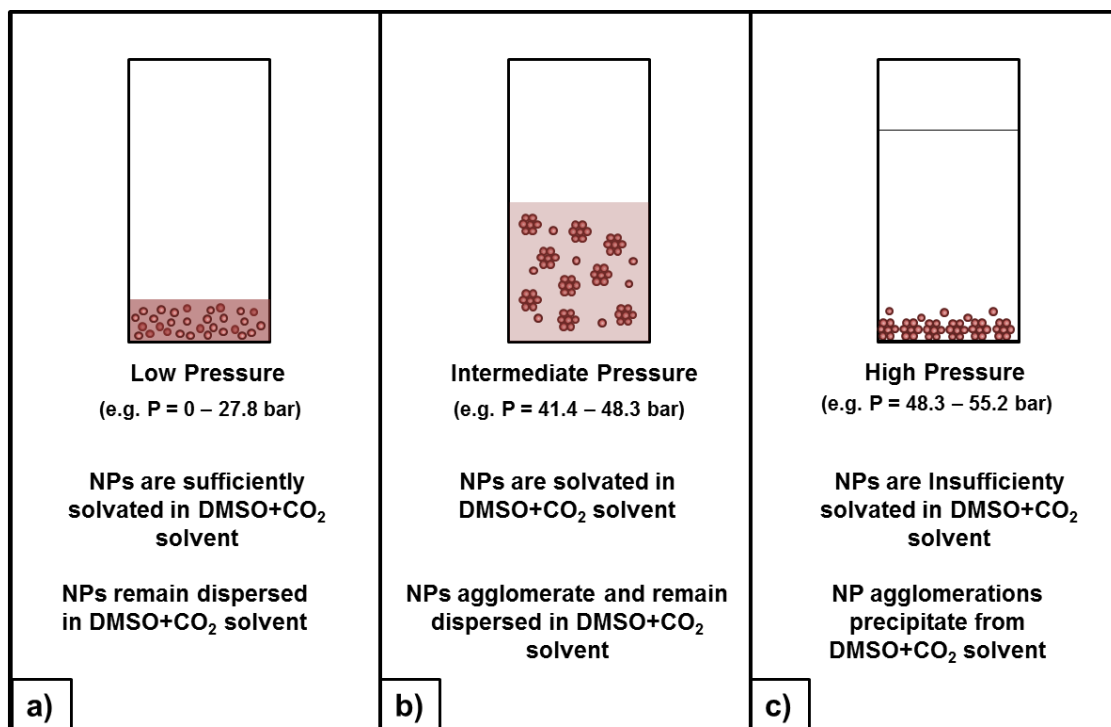 Low Pressure
(e.g. P = 0 – 27.8 bar)
NPs are sufficiently
solvated in DMSO+CO₂
solvent
NPs remain dispersed
in DMSO+CO₂ solvent
a)
Intermediate Pressure
(e.g. P = 41.4 – 48.3 bar)
NPs are solvated in
DMSO+CO₂ solvent
NPs agglomerate and remain
dispersed in DMSO+CO₂
solvent
b)
High Pressure
(e.g. P = 48.3 – 55.2 bar)
NPs are Insufficienty
solvated in DMSO+CO₂
solvent
NP agglomerations
precipitate from
DMSO+CO₂ solvent
c)